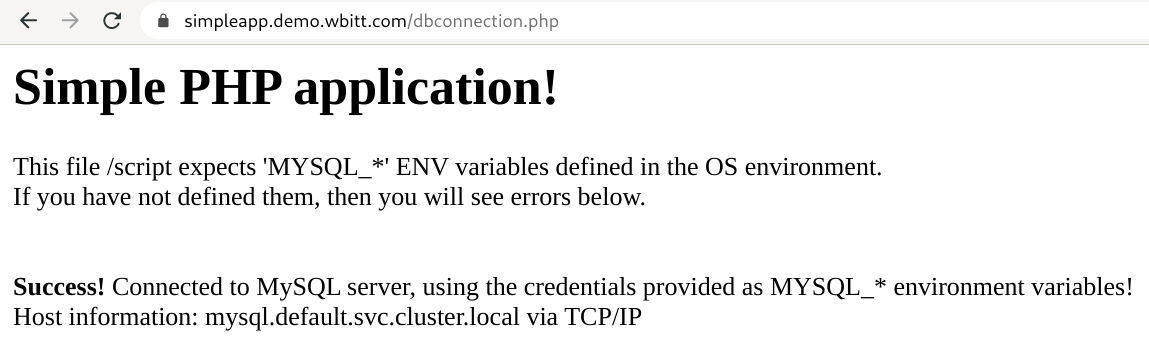 simpleapp.demo.wbitt.com/dbconnection.php
Simple PHP application!
This file /script expects 'MYSQL_*' ENV variables defined in the OS environment.
If you have not defined them, then you will see errors below.
Success! Connected to MySQL server, using the credentials provided as MYSQL_* environment variables!
Host information: mysql.default.svc.cluster.local via TCP/IP